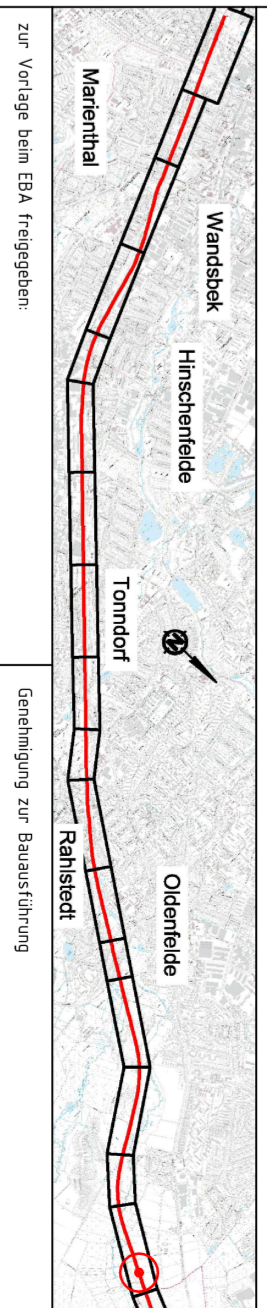 Marienthal
Wandsbek
Hinschenfelde
Tonndorf
N
Rahlstedt
Oldenfelde
zur Vorlage beim EBA freigegeben:
Genehmigung zur Bauausführung